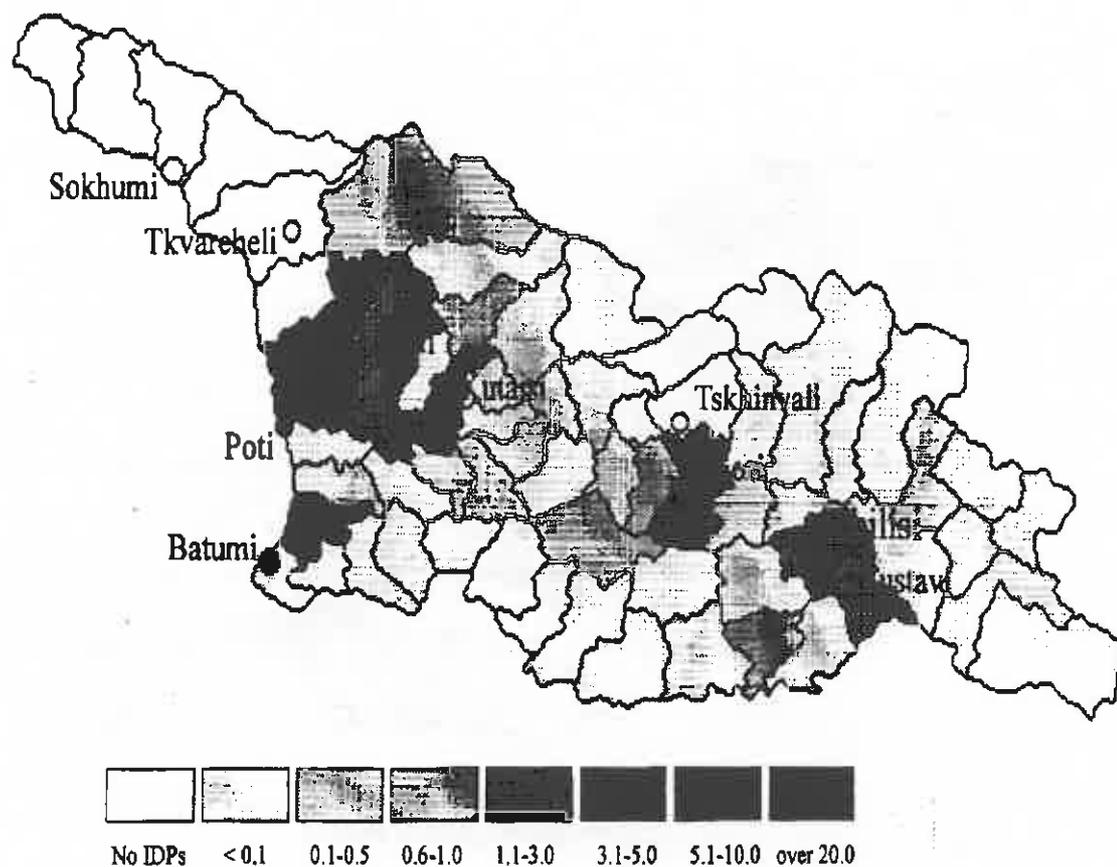 Sokhumi
Tkvarcheli
Tskhinvali
Poti
Batumi
No IDPs < 0.1 0.1-0.5 0.6-1.0 1.1-3.0 3.1-5.0 5.1-10.0 over 20.0